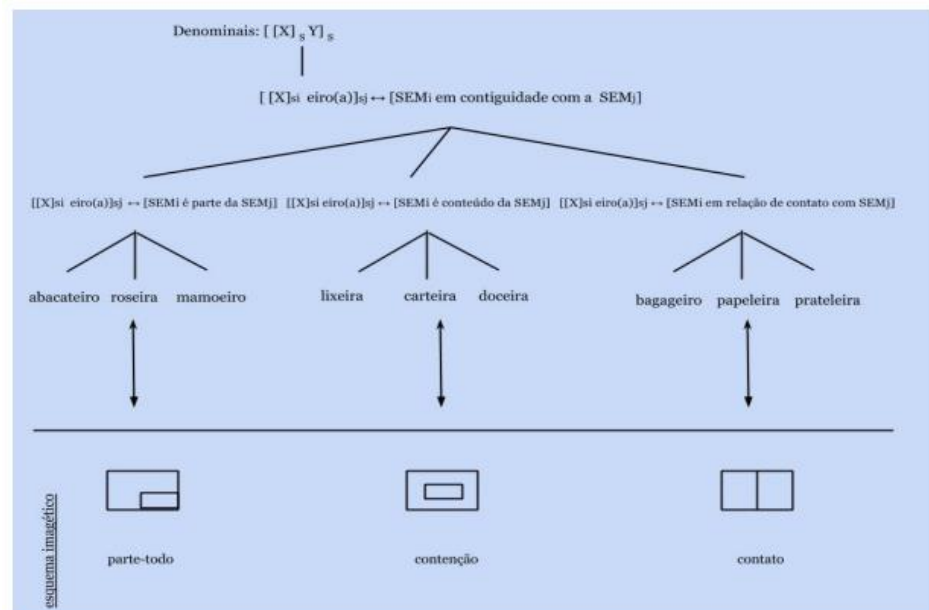 Denominais: [ [X] s Y] s
[ [X]si eiro(a)]sj ↔ [SEMi em contiguidade com a SEMj]
[[X]si eiro(a)]sj ↔ [SEMi é parte da SEMj] [[X]si eiro(a)]sj ↔ [SEMi é conteúdo da SEMj] [[X]si eiro(a)]sj ↔ [SEMi em relação de contato com SEMj]
abacateiro roseira mamoeiro lixeira carteira doceira bagageiro papeleira prateleira
esquema imagético
parte-todo contenção contato